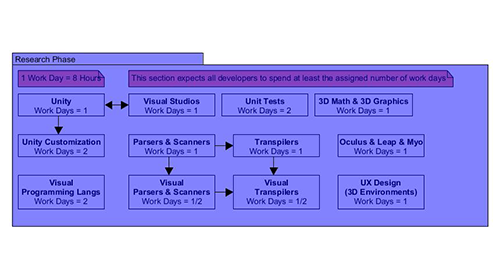 Research Phase
1 Work Day = 8 Hours
This section expects all developers to spend at least the assigned number of work days
Unity
Work Days = 1
Visual Studios
Work Days = 1
Unit Tests
Work Days = 2
3D Math & 3D Graphics
Work Days = 1
Unity Customization
Work Days = 2
Parsers & Scanners
Work Days = 1
Transpilers
Work Days = 1
Oculus & Leap & Myo
Work Days = 1
Visual
Programming Langs
Work Days = 2
Visual
Parsers & Scanners
Work Days = 1/2
Visual
Transpilers
Work Days = 1/2
UX Design
(3D Environments)
Work Days = 1